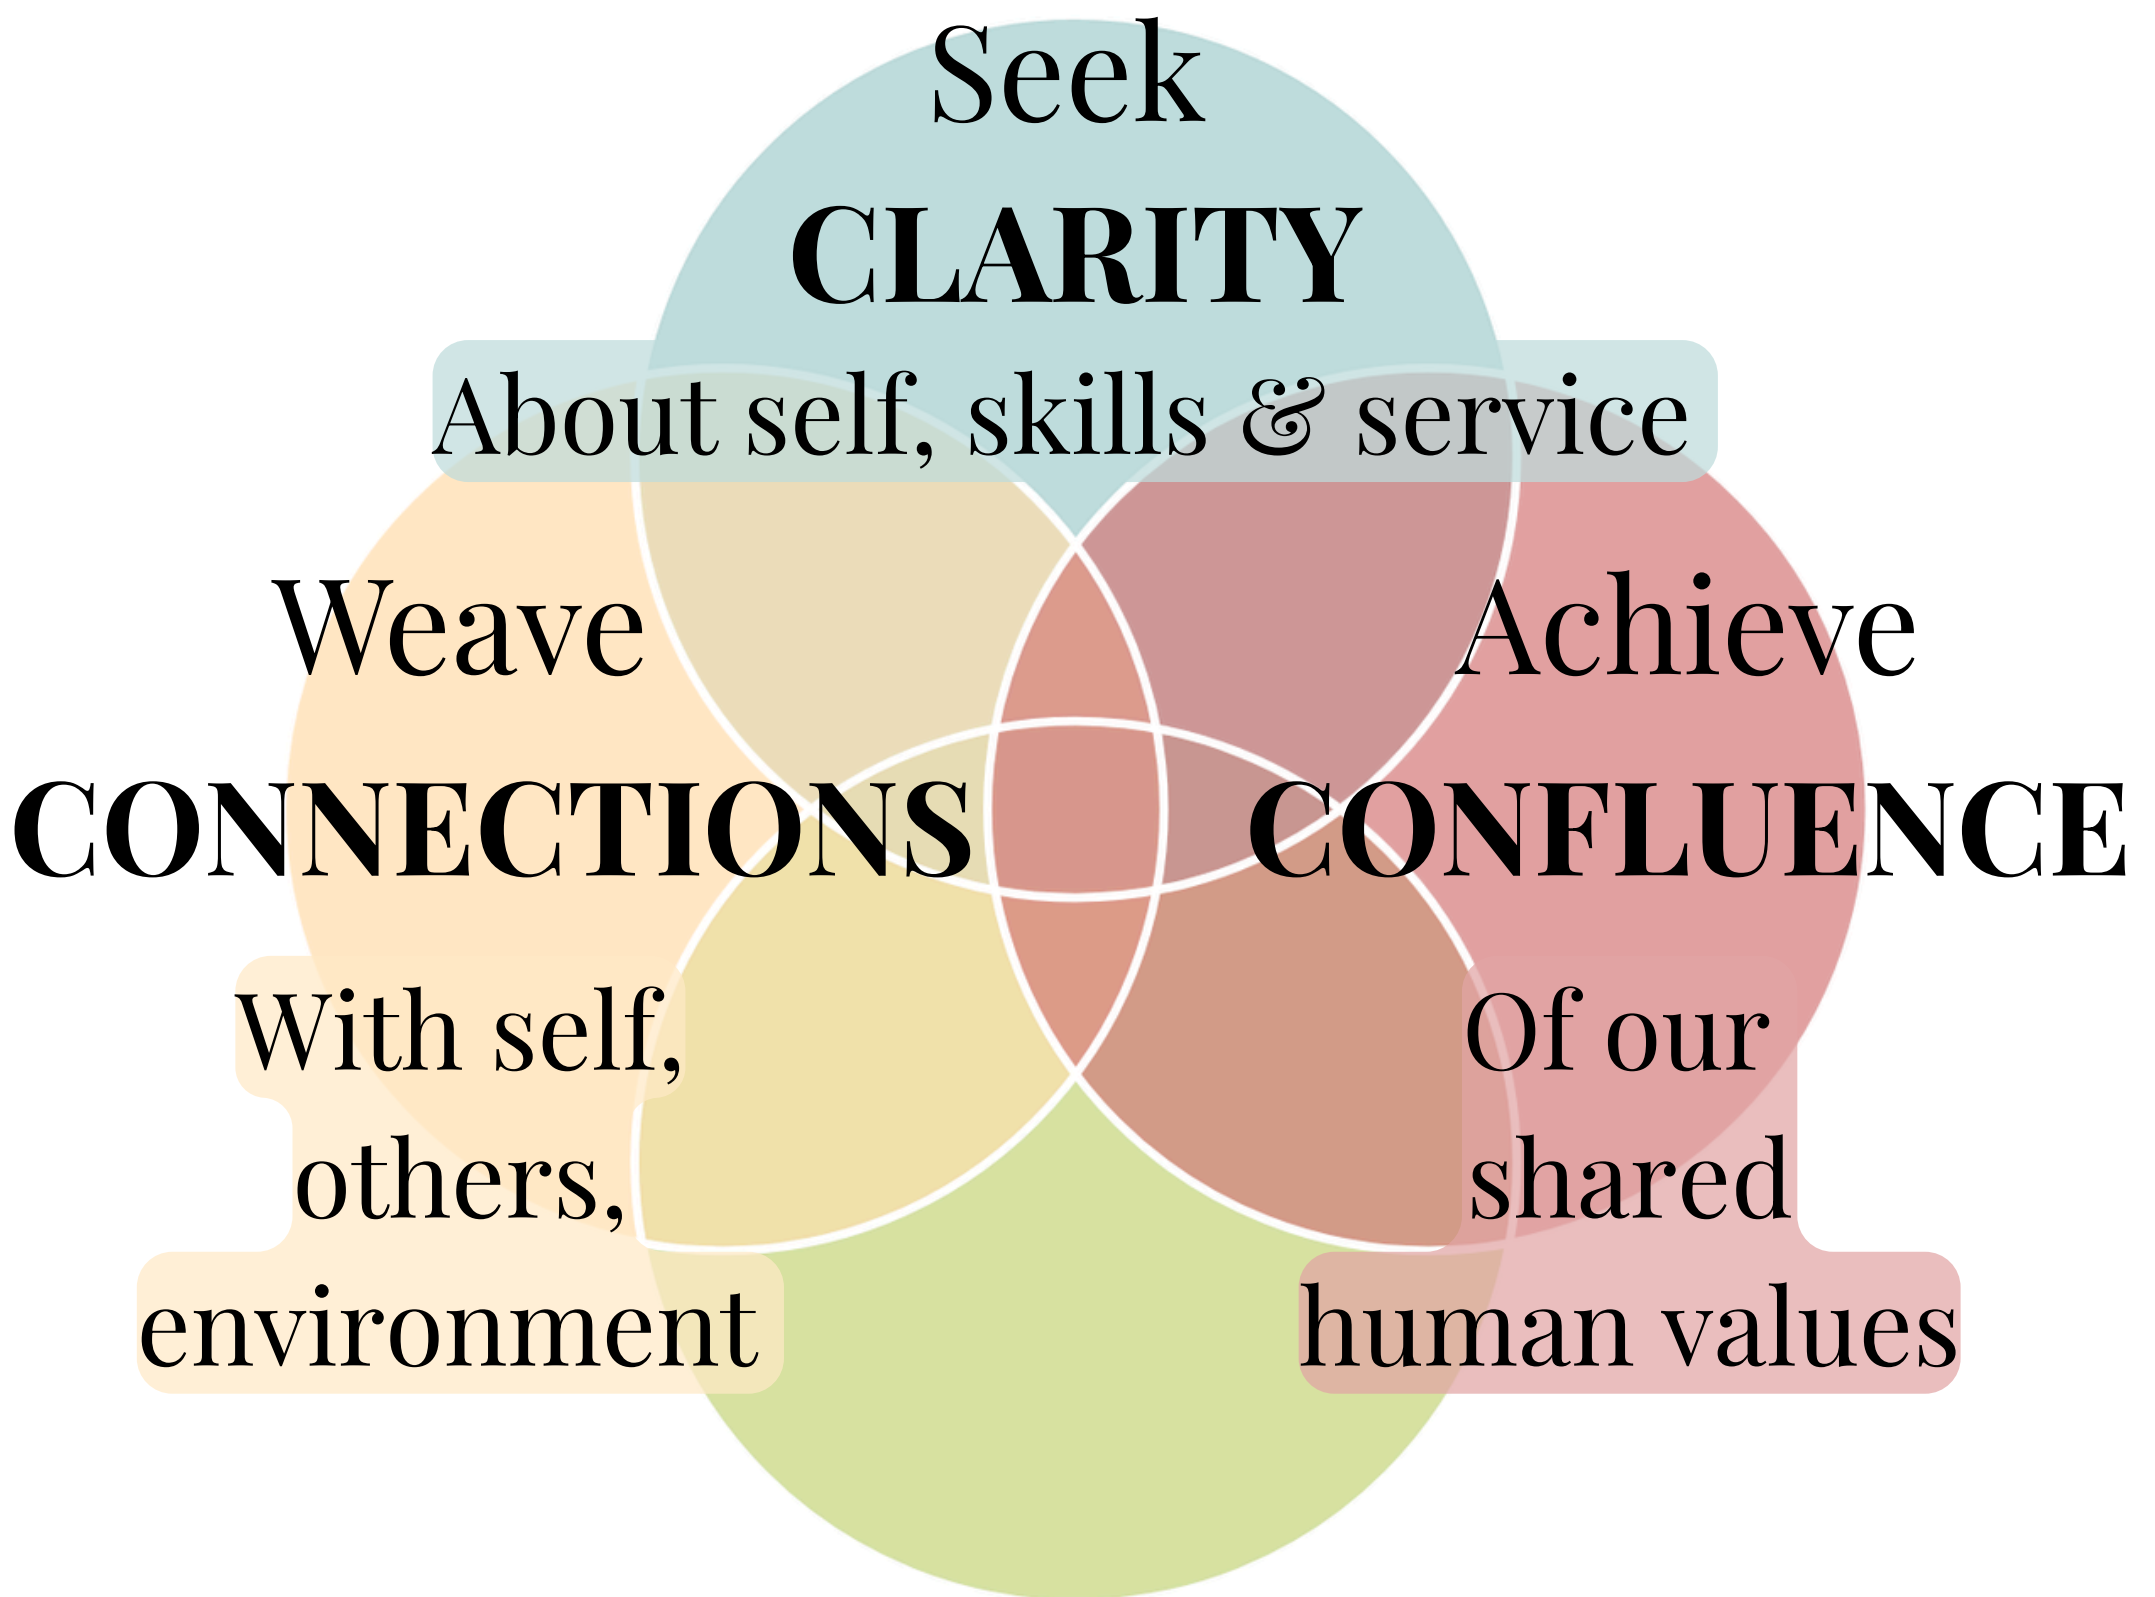 Seek
CLARITY
About self, skills & service
Weave
CONNECTIONS
With self,
others,
environment
Achieve
CONFLUENCE
Of our
shared
human values